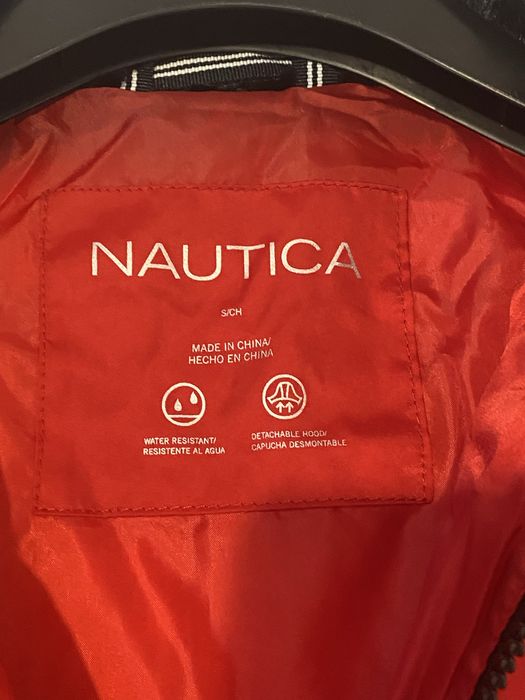 NAUTICA
S/CH
MADE IN CHINA/
HECHO EN CHINA
WATER RESISTANT/
RESISTENTE AL AGUA
DETACHABLE HOOD/
CAPUCHA DESMONTABLE